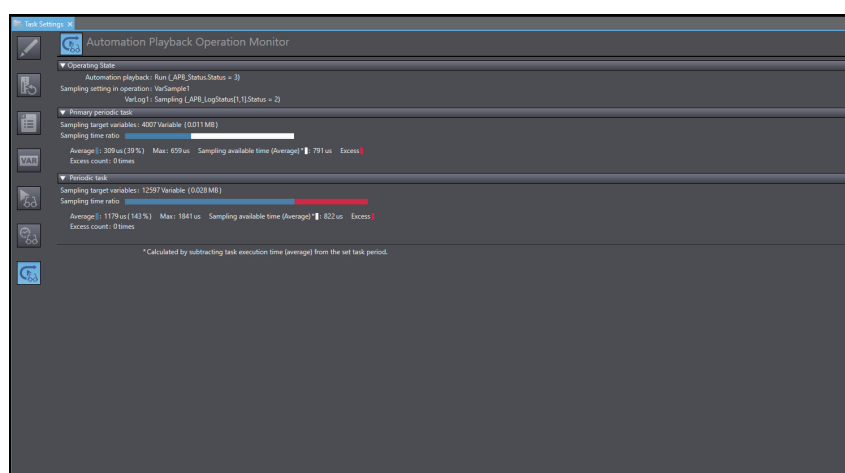 Task Settings ×
Automation Playback Operation Monitor
▼ Operating State
Automation playback: Run (_APB_Status.Status = 3)
Sampling setting in operation: VarSample1
VarLog1: Sampling (_APB_LogStatus[1,1].Status = 2)
▼ Primary periodic task
Sampling target variables: 4007 Variable (0.011 MB)
Sampling time ratio
Average: 309 us (39 %) Max: 659 us Sampling available time (Average)*: 791 us Excess
Excess count: 0 times
VAR
▼ Periodic task
Sampling target variables: 12597 Variable (0.028 MB)
Sampling time ratio
Average: 1179 us (143 %) Max: 1841 us Sampling available time (Average)*: 822 us Excess
Excess count: 0 times
* Calculated by subtracting task execution time (average) from the set task period.